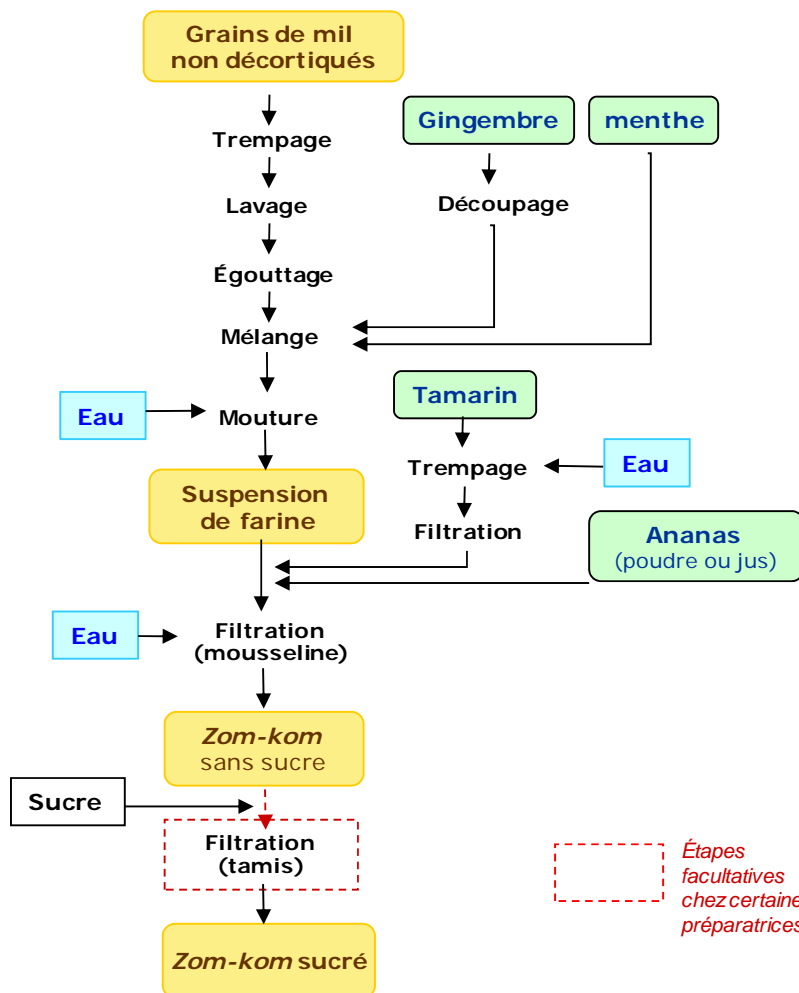 Grains de mil
non décortiqués
Gingembre
menthe
Trempage
Découpage
Lavage
Égouttage
Mélange
Eau
Mouture
Tamarin
Trempage
Eau
Suspension
de farine
Filtration
Ananas
(poudre ou jus)
Eau
Filtration
(mousseline)
Zom-kom
sans sucre
Sucre
Filtration
(tamis)
Étapes
facultatives
chez certaine
préparatrices
Zom-kom sucré